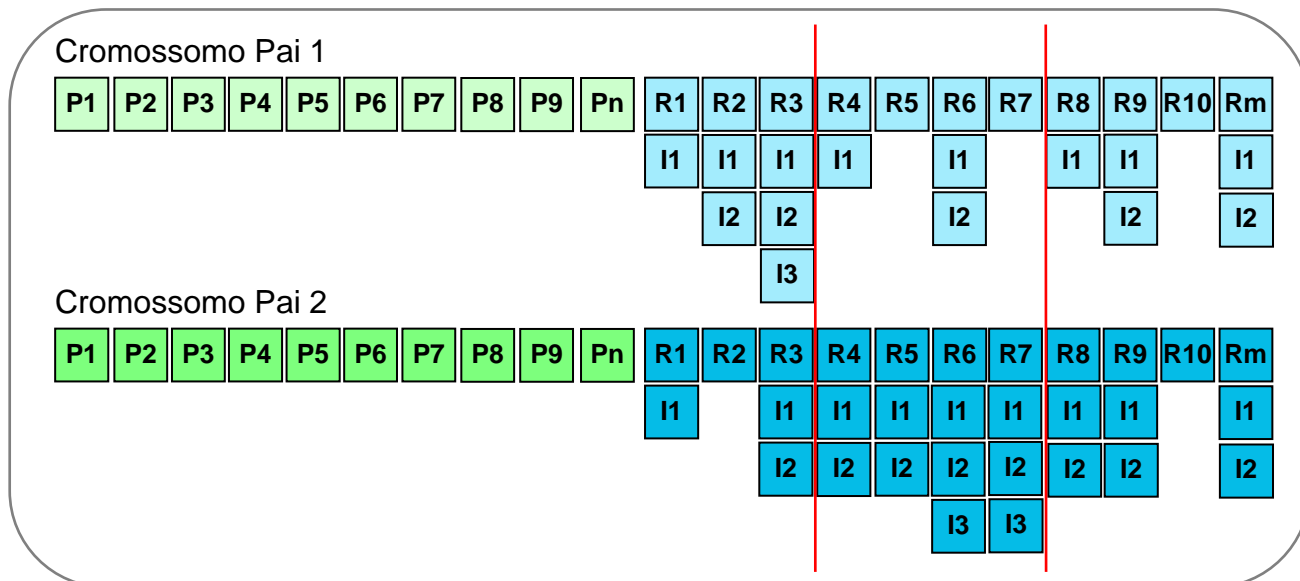 Cromossomo Pai 1
P1 P2 P3 P4 P5 P6 P7 P8 P9 Pn R1 R2 R3 R4 R5 R6 R7 R8 R9 R10 Rm
I1 I1 I1 I1 I1 I1 I1 I1
I2 I2 I2 I2 I2
I3
Cromossomo Pai 2
P1 P2 P3 P4 P5 P6 P7 P8 P9 Pn R1 R2 R3 R4 R5 R6 R7 R8 R9 R10 Rm
I1 I1 I1 I1 I1 I1 I1 I1 I1
I2 I2 I2 I2 I2 I2 I2 I2
I3 I3